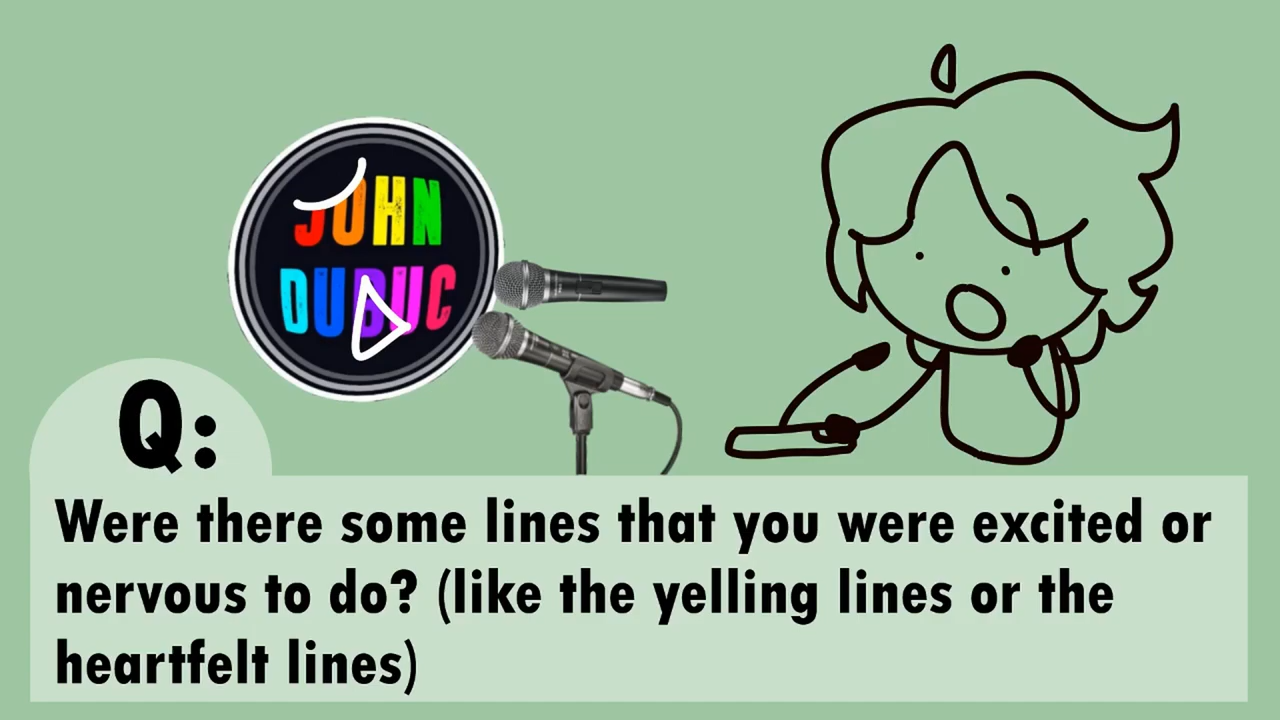 JOHN
DUBUC
Q:
Were there some lines that you were excited or
nervous to do? (like the yelling lines or the
heartfelt lines)